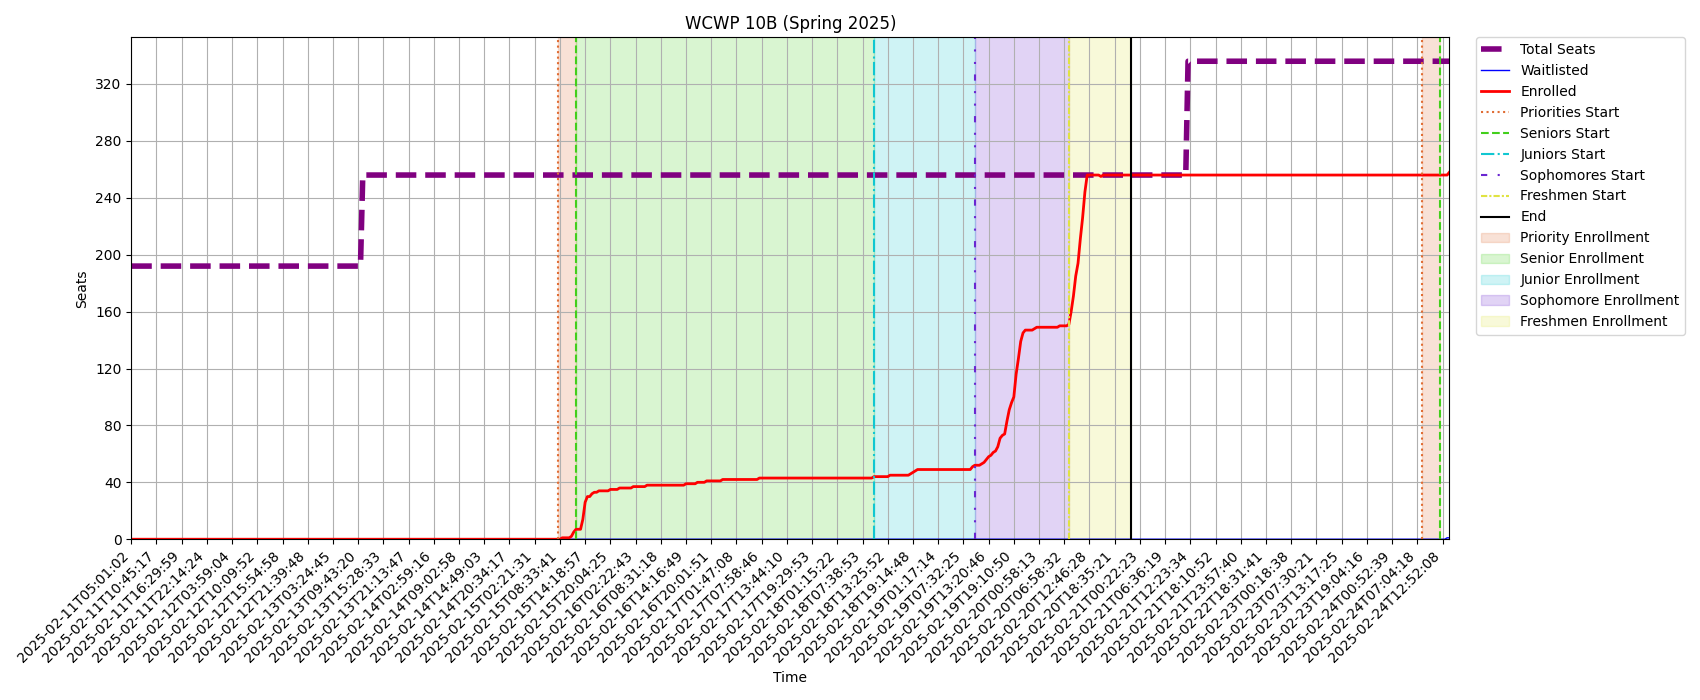 WCWP 10B (Spring 2025)
Seats
320
280
240
200
160
120
80
40
0
2025-02-11T05:01:02
2025-02-11T10:45:17
2025-02-11T16:29:59
2025-02-11T22:14:24
2025-02-12T03:59:04
2025-02-12T10:09:52
2025-02-12T15:54:58
2025-02-12T21:39:48
2025-02-13T03:24:45
2025-02-13T09:43:20
2025-02-13T15:28:33
2025-02-13T21:13:47
2025-02-14T02:59:16
2025-02-14T09:02:58
2025-02-14T14:49:03
2025-02-14T20:34:17
2025-02-15T02:21:31
2025-02-15T08:33:41
2025-02-15T14:18:57
2025-02-15T20:04:25
2025-02-16T02:22:43
2025-02-16T08:31:18
2025-02-16T14:16:49
2025-02-16T20:01:51
2025-02-17T01:47:08
2025-02-17T07:58:46
2025-02-17T13:44:10
2025-02-17T19:29:53
2025-02-18T01:15:22
2025-02-18T07:38:53
2025-02-18T13:25:52
2025-02-18T19:14:48
2025-02-19T01:17:14
2025-02-19T07:32:25
2025-02-19T13:20:46
2025-02-19T19:10:50
2025-02-20T00:58:13
2025-02-20T06:58:32
2025-02-20T12:46:28
2025-02-20T18:35:21
2025-02-21T00:22:23
2025-02-21T06:36:19
2025-02-21T12:23:34
2025-02-21T18:10:52
2025-02-21T23:57:40
2025-02-22T18:31:41
2025-02-23T00:18:38
2025-02-23T07:30:21
2025-02-23T13:17:25
2025-02-23T19:04:16
2025-02-24T00:52:39
2025-02-24T07:04:18
2025-02-24T12:52:08
Time
Total Seats
Waitlisted
Enrolled
Priorities Start
Seniors Start
Juniors Start
Sophomores Start
Freshmen Start
End
Priority Enrollment
Senior Enrollment
Junior Enrollment
Sophomore Enrollment
Freshmen Enrollment